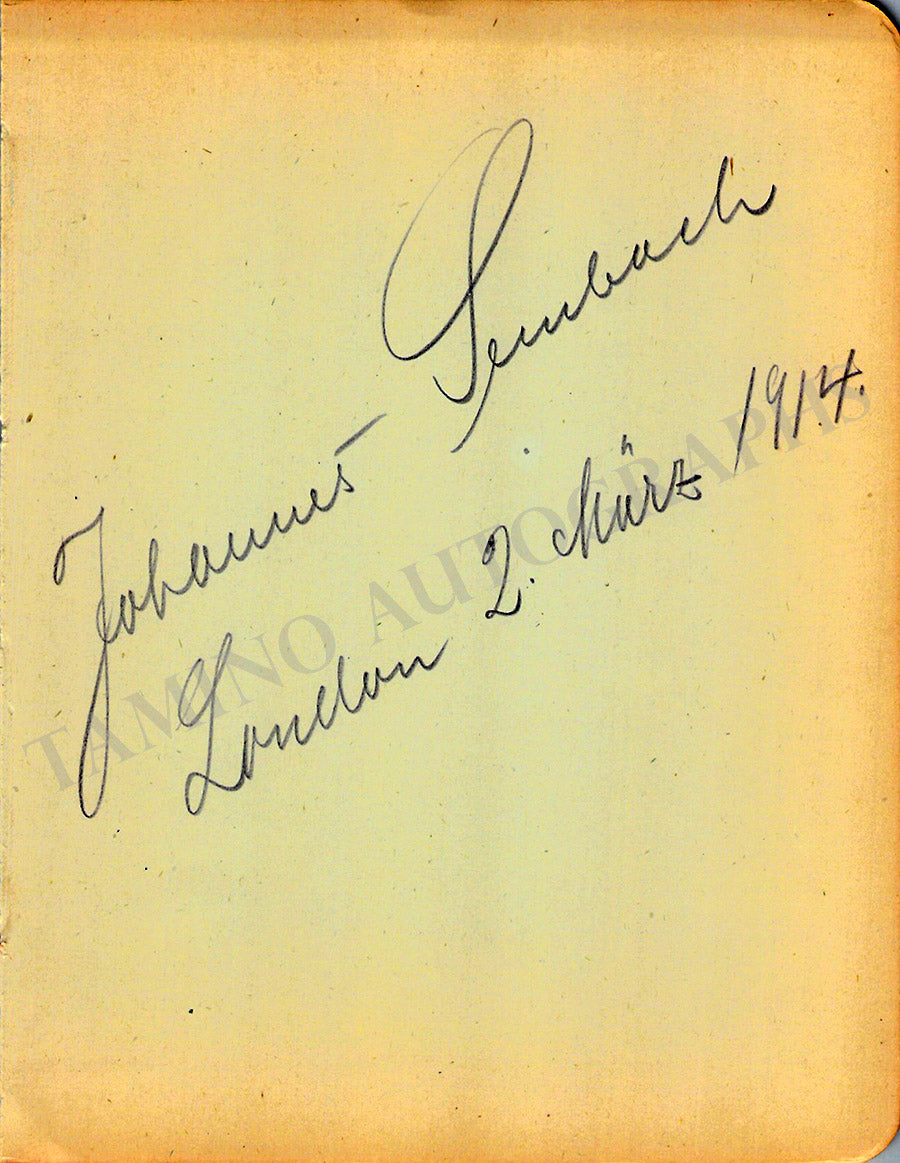 Johannes Sembach
London 2. März 1914.
TAMINO AUTOGRAPHS